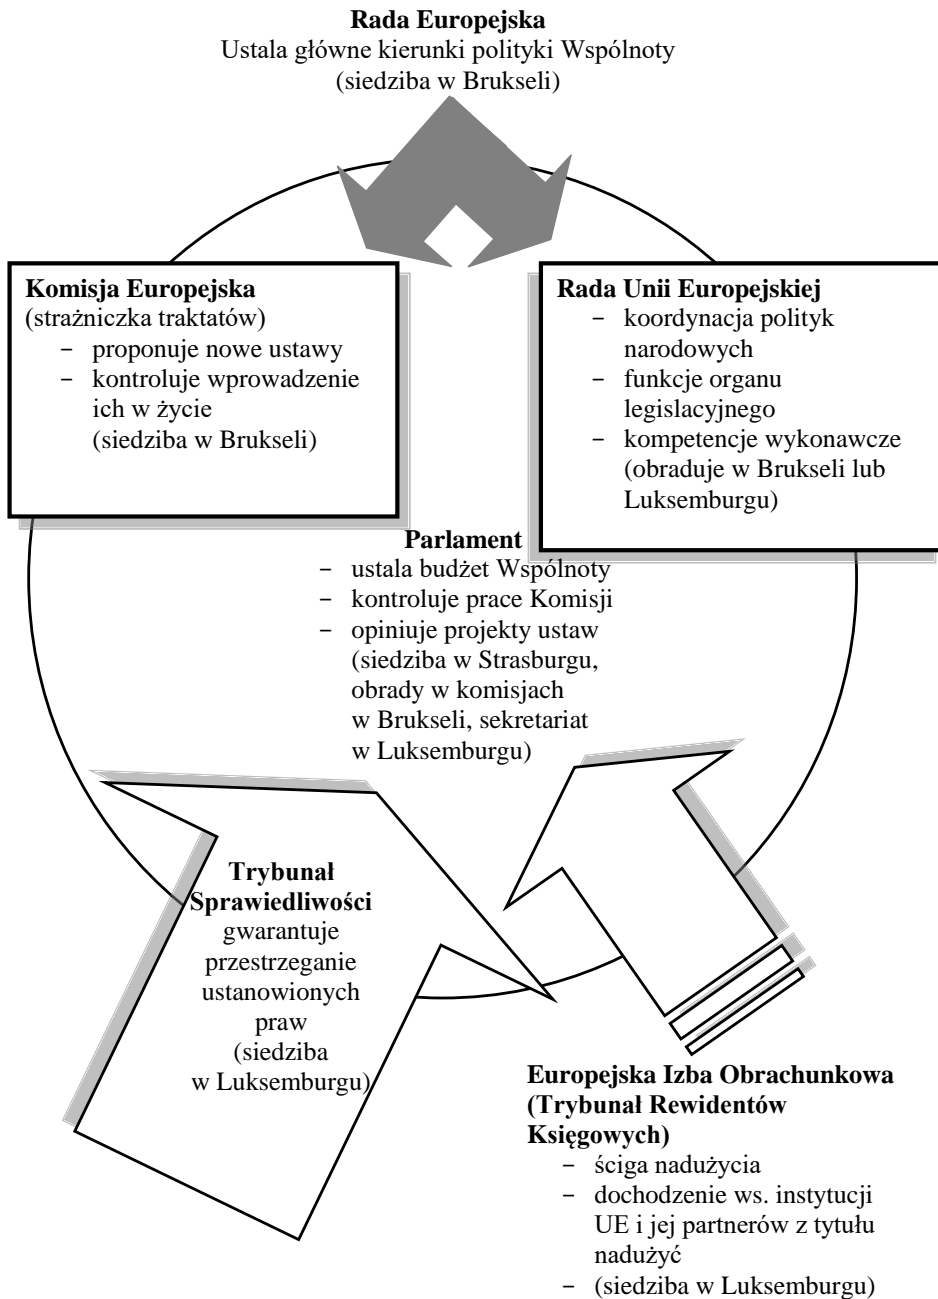 Rada Europejska
Ustala główne kierunki polityki Wspólnoty
(siedziba w Brukseli)
Komisja Europejska
(strażniczka traktatów)
– proponuje nowe ustawy
– kontroluje wprowadzenie
ich w życie
(siedziba w Brukseli)
Rada Unii Europejskiej
– koordynacja polityk
narodowych
– funkcje organu
legislacyjnego
– kompetencje wykonawcze
(obraduje w Brukseli lub
Luksemburgu)
Parlament
– ustala budżet Wspólnoty
– kontroluje prace Komisji
– opiniuje projekty ustaw
(siedziba w Strasburgu,
obrady w komisjach
w Brukseli, sekretariat
w Luksemburgu)
Trybunał
Sprawiedliwości
gwarantuje
przestrzeganie
ustanowionych
praw
(siedziba
w Luksemburgu)
Europejska Izba Obrachunkowa
(Trybunał Rewidentów
Księgowych)
– ściga nadużycia
– dochodzenie ws. instytucji
UE i jej partnerów z tytułu
nadużyć
– (siedziba w Luksemburgu)